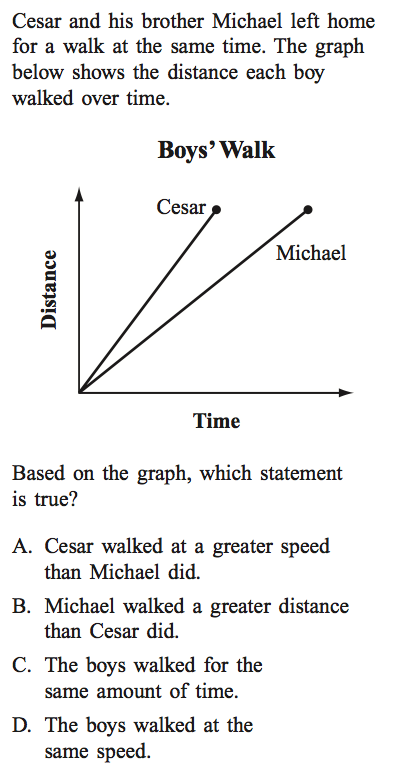 Cesar and his brother Michael left home
for a walk at the same time. The graph
below shows the distance each boy
walked over time.
Boys’ Walk
Cesar
Michael
Distance
Time
Based on the graph, which statement
is true?
A. Cesar walked at a greater speed
than Michael did.
B. Michael walked a greater distance
than Cesar did.
C. The boys walked for the
same amount of time.
D. The boys walked at the
same speed.